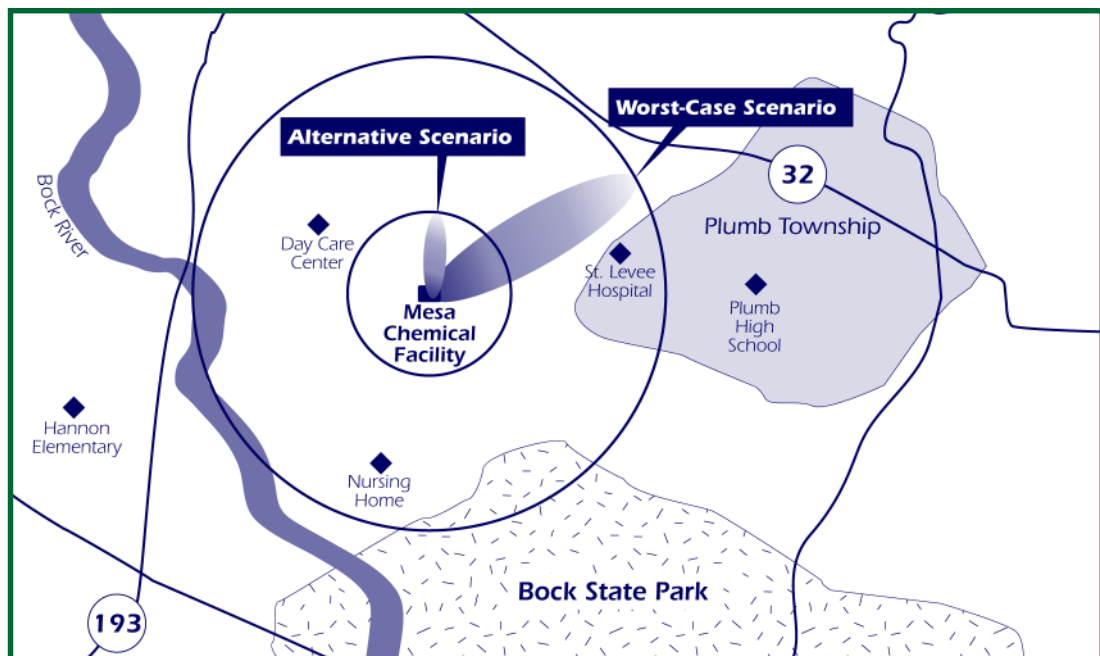 Worst-Case Scenario
Alternative Scenario
32
Bock River
Plumb Township
Day Care
Center
St. Levee
Hospital
Mesa
Chemical
Facility
Plumb
High
School
Hannon
Elementary
Nursing
Home
Bock State Park
193